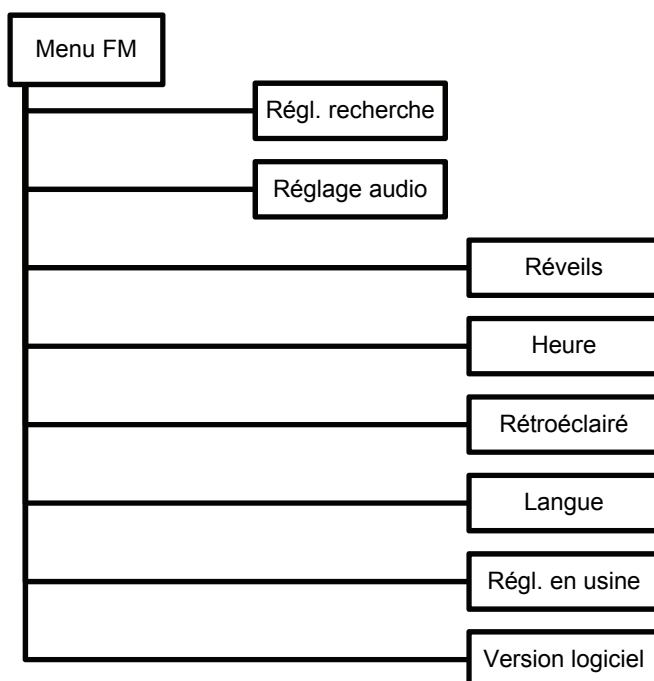 Menu FM
Régl. recherche
Réglage audio
Réveils
Heure
Rétroéclairé
Langue
Régl. en usine
Version logiciel